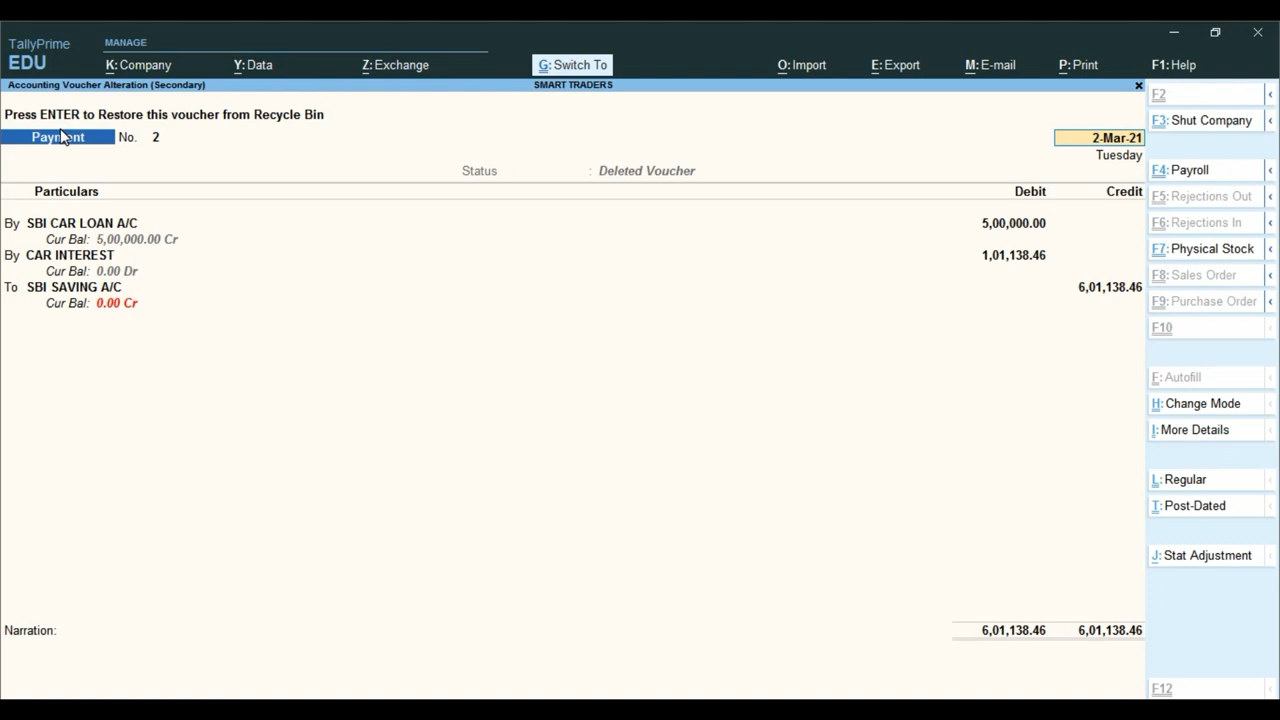 TallyPrime
EDU
MANAGE
K: Company Y: Data Z: Exchange G: Switch To O: Import E: Export M: E-mail P: Print F1: Help
Accounting Voucher Alteration (Secondary) SMART TRADERS
Press ENTER to Restore this voucher from Recycle Bin
Payment No. 2 2-Mar-21
Tuesday
Status : Deleted Voucher
Particulars Debit Credit
By SBI CAR LOAN A/C 5,00,000.00
Cur Bal: 5,00,000.00 Cr
By CAR INTEREST 1,01,138.46
Cur Bal: 0.00 Dr
To SBI SAVING A/C 6,01,138.46
Cur Bal: 0.00 Cr
Narration: 6,01,138.46 6,01,138.46
F2
F3: Shut Company
F4: Payroll
F5: Rejections Out
F6: Rejections In
F7: Physical Stock
F8: Sales Order
F9: Purchase Order
F10
F: Autofill
H: Change Mode
I: More Details
L: Regular
T: Post-Dated
J: Stat Adjustment
F12